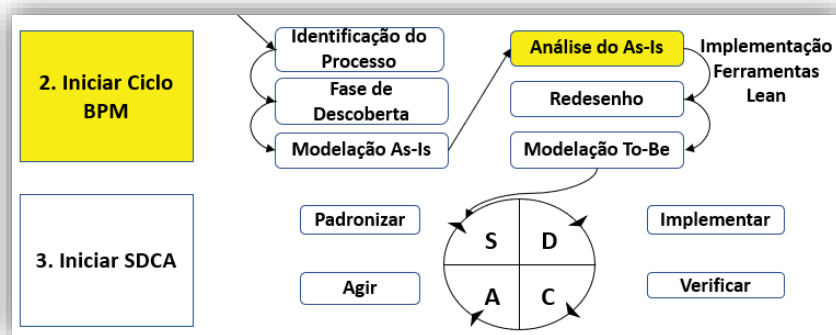 2. Iniciar Ciclo
BPM
Identificação do
Processo
Fase de
Descoberta
Modelação As-Is
Análise do As-Is
Redesenho
Modelação To-Be
Implementação
Ferramentas
Lean
3. Iniciar SDCA
Padronizar
Agir
S
D
A
C
Implementar
Verificar